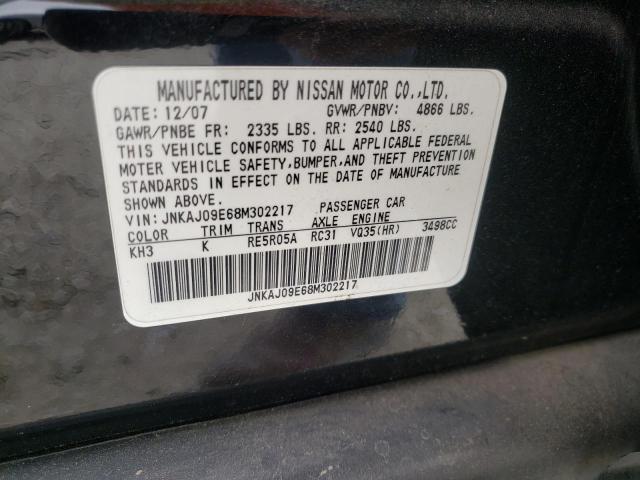 MANUFACTURED BY NISSAN MOTOR CO.,LTD.
DATE: 12/07 GVWR/PNBV: 4866 LBS.
GAWR/PNBE FR: 2335 LBS. RR: 2540 LBS.
THIS VEHICLE CONFORMS TO ALL APPLICABLE FEDERAL
MOTOR VEHICLE SAFETY,BUMPER,AND THEFT PREVENTION
STANDARDS IN EFFECT ON THE DATE OF MANUFACTURE
SHOWN ABOVE.
VIN: JNKAJ09E68M302217 PASSENGER CAR
COLOR TRIM TRANS AXLE ENGINE
KH3 K RE5R05A RC31 VQ35(HR) 3498CC
JNKAJ09E68M302217